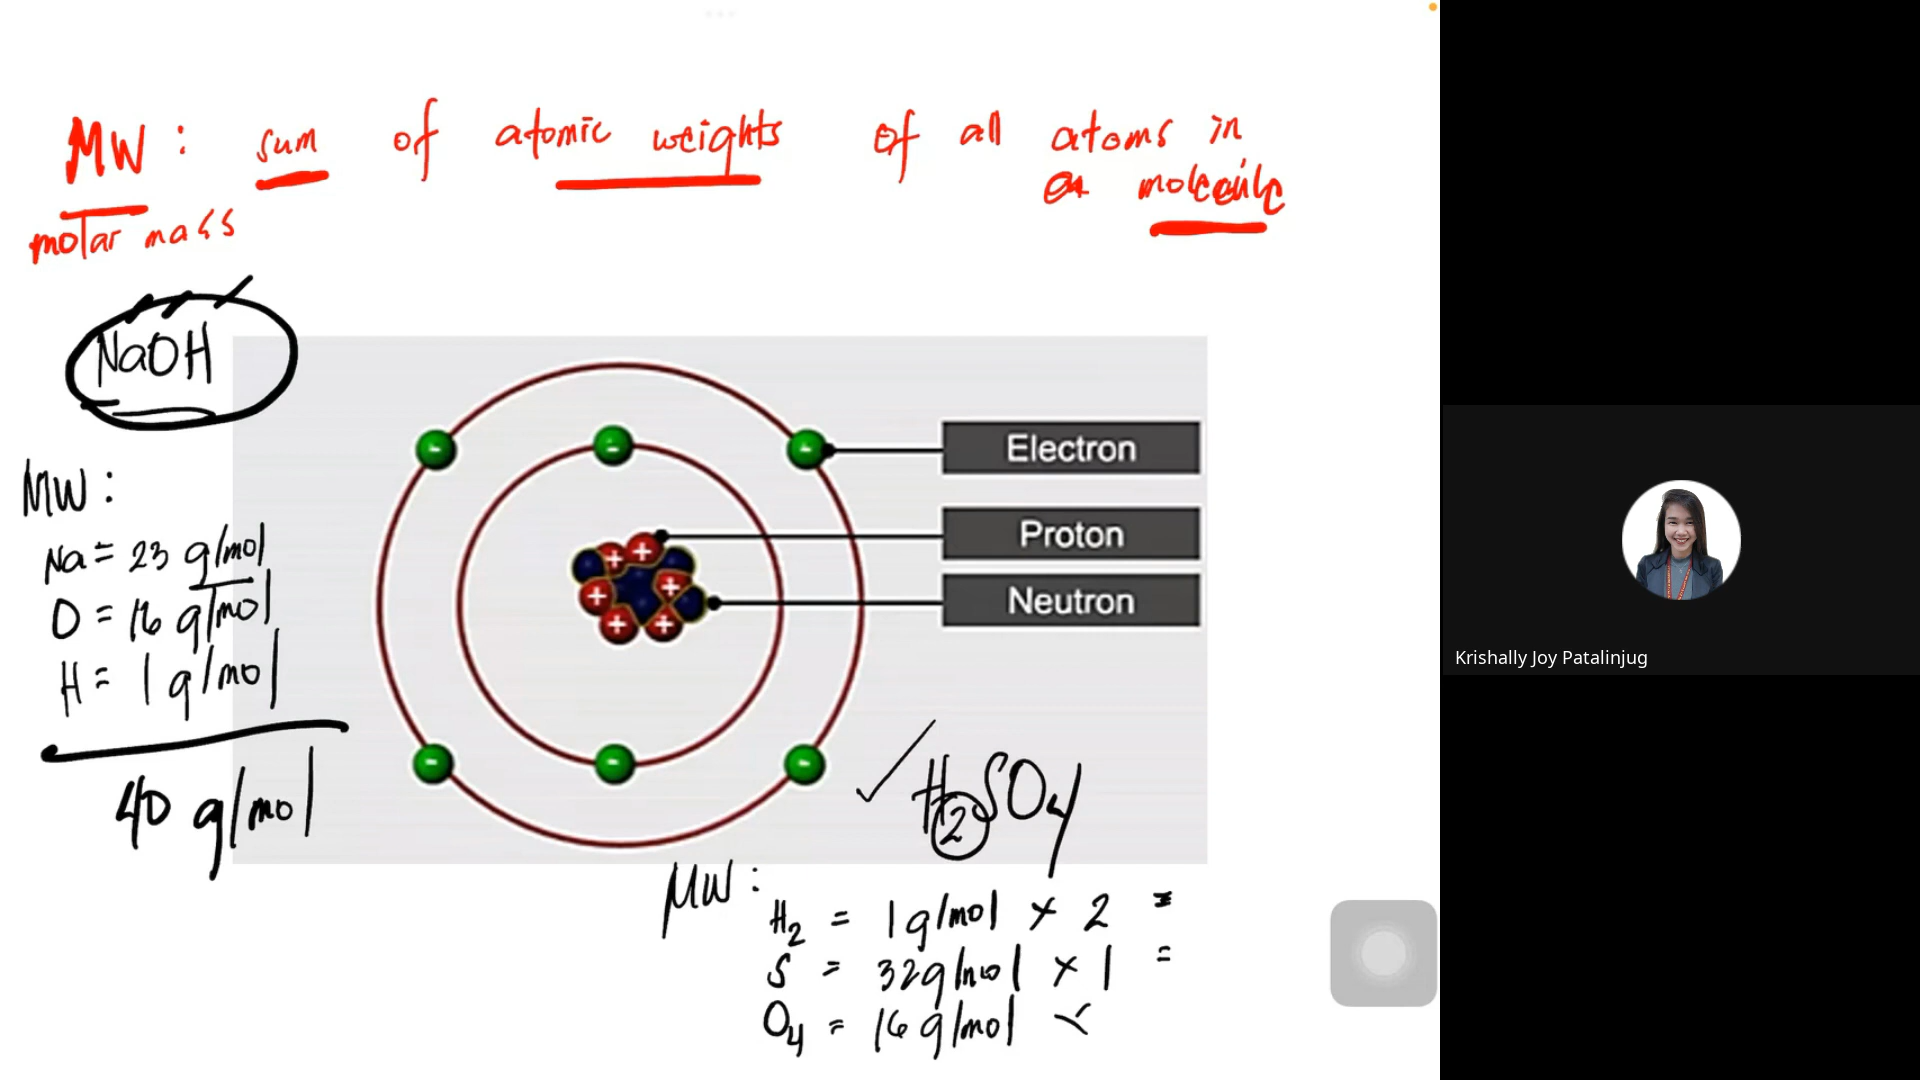 MW : sum of atomic weights of all atoms in
a molecule
molar mass
NaOH
MW :
Na = 23 g/mol
O = 16 g/mol
H = 1 g/mol
40 g/mol
Electron
Proton
Neutron
H2SO4
MW :
H2 = 1 g/mol × 2 =
S = 32 g/mol × 1 =
O4 = 16 g/mol ×
Krishally Joy Patalinjug